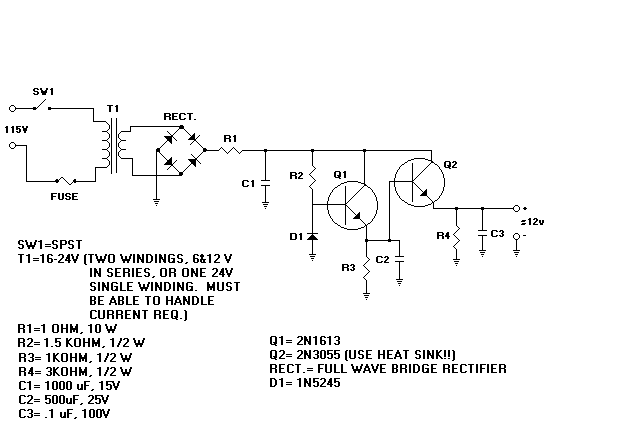 SW1
T1
RECT.
115V
R1
FUSE
C1
R2
Q1
Q2
D1
R3
C2
R4
C3
+
±12v
-
SW1=SPST
T1=16-24V (TWO WINDINGS, 6&12 V
IN SERIES, OR ONE 24V
SINGLE WINDING. MUST
BE ABLE TO HANDLE
CURRENT REQ.)
R1=1 OHM, 10 W
R2= 1.5 KOHM, 1/2 W
R3= 1KOHM, 1/2 W
R4= 3KOHM, 1/2 W
C1= 1000 uF, 15V
C2= 500uF, 25V
C3= .1 uF, 100V
Q1= 2N1613
Q2= 2N3055 (USE HEAT SINK!!)
RECT.= FULL WAVE BRIDGE RECTIFIER
D1= 1N5245